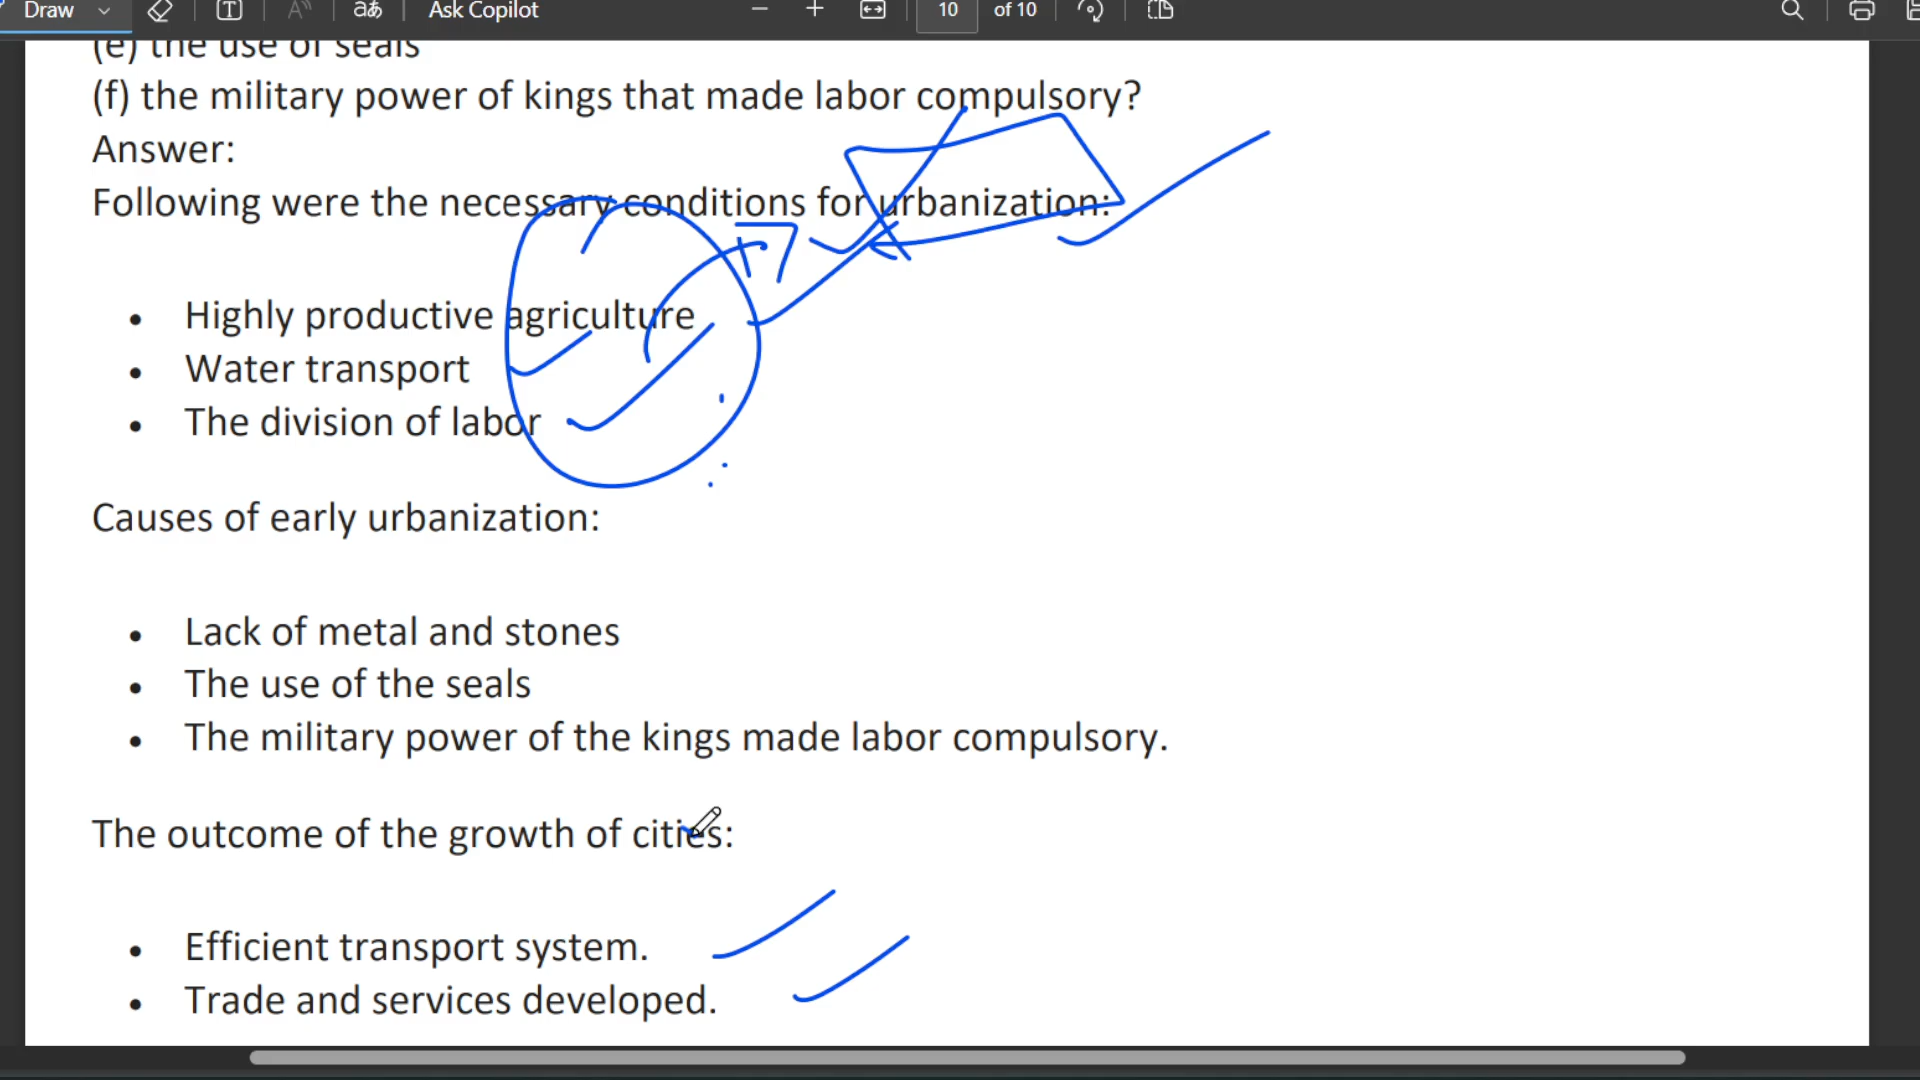 Draw
Ask Copilot
10 of 10
(e) the use of seals
(f) the military power of kings that made labor compulsory?
Answer:
Following were the necessary conditions for urbanization:
• Highly productive agriculture
• Water transport
• The division of labor
Causes of early urbanization:
• Lack of metal and stones
• The use of the seals
• The military power of the kings made labor compulsory.
The outcome of the growth of cities:
• Efficient transport system.
• Trade and services developed.